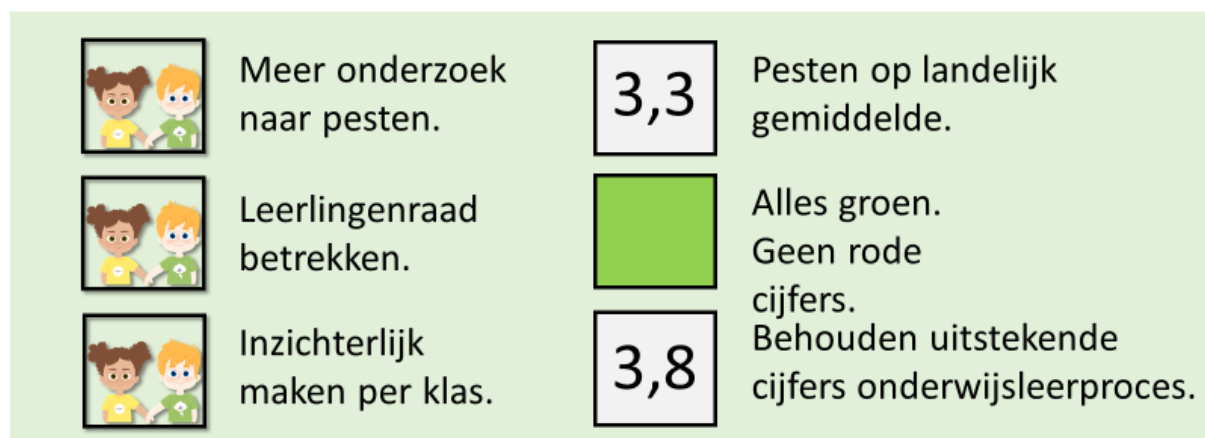 Meer onderzoek
naar pesten.
Leerlingenraad
betrekken.
Inzichterlijk
maken per klas.
3,3
Pesten op landelijk
gemiddelde.
Alles groen.
Geen rode
cijfers.
3,8
Behouden uitstekende
cijfers onderwijsleerproces.